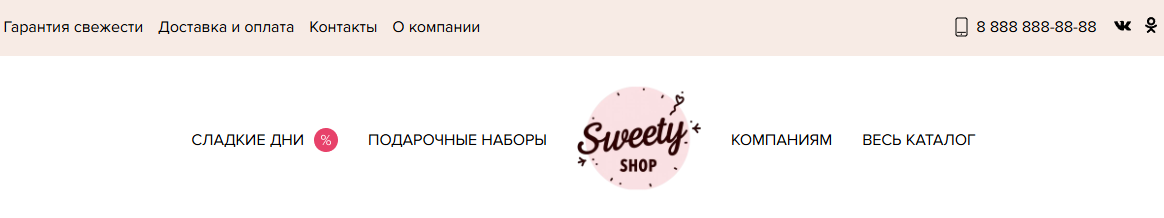 Гарантия свежести Доставка и оплата Контакты О компании 8 888 888-88-88
СЛАДКИЕ ДНИ % ПОДАРОЧНЫЕ НАБОРЫ Sweety КОМПАНИЯМ ВЕСЬ КАТАЛОГ
SHOP